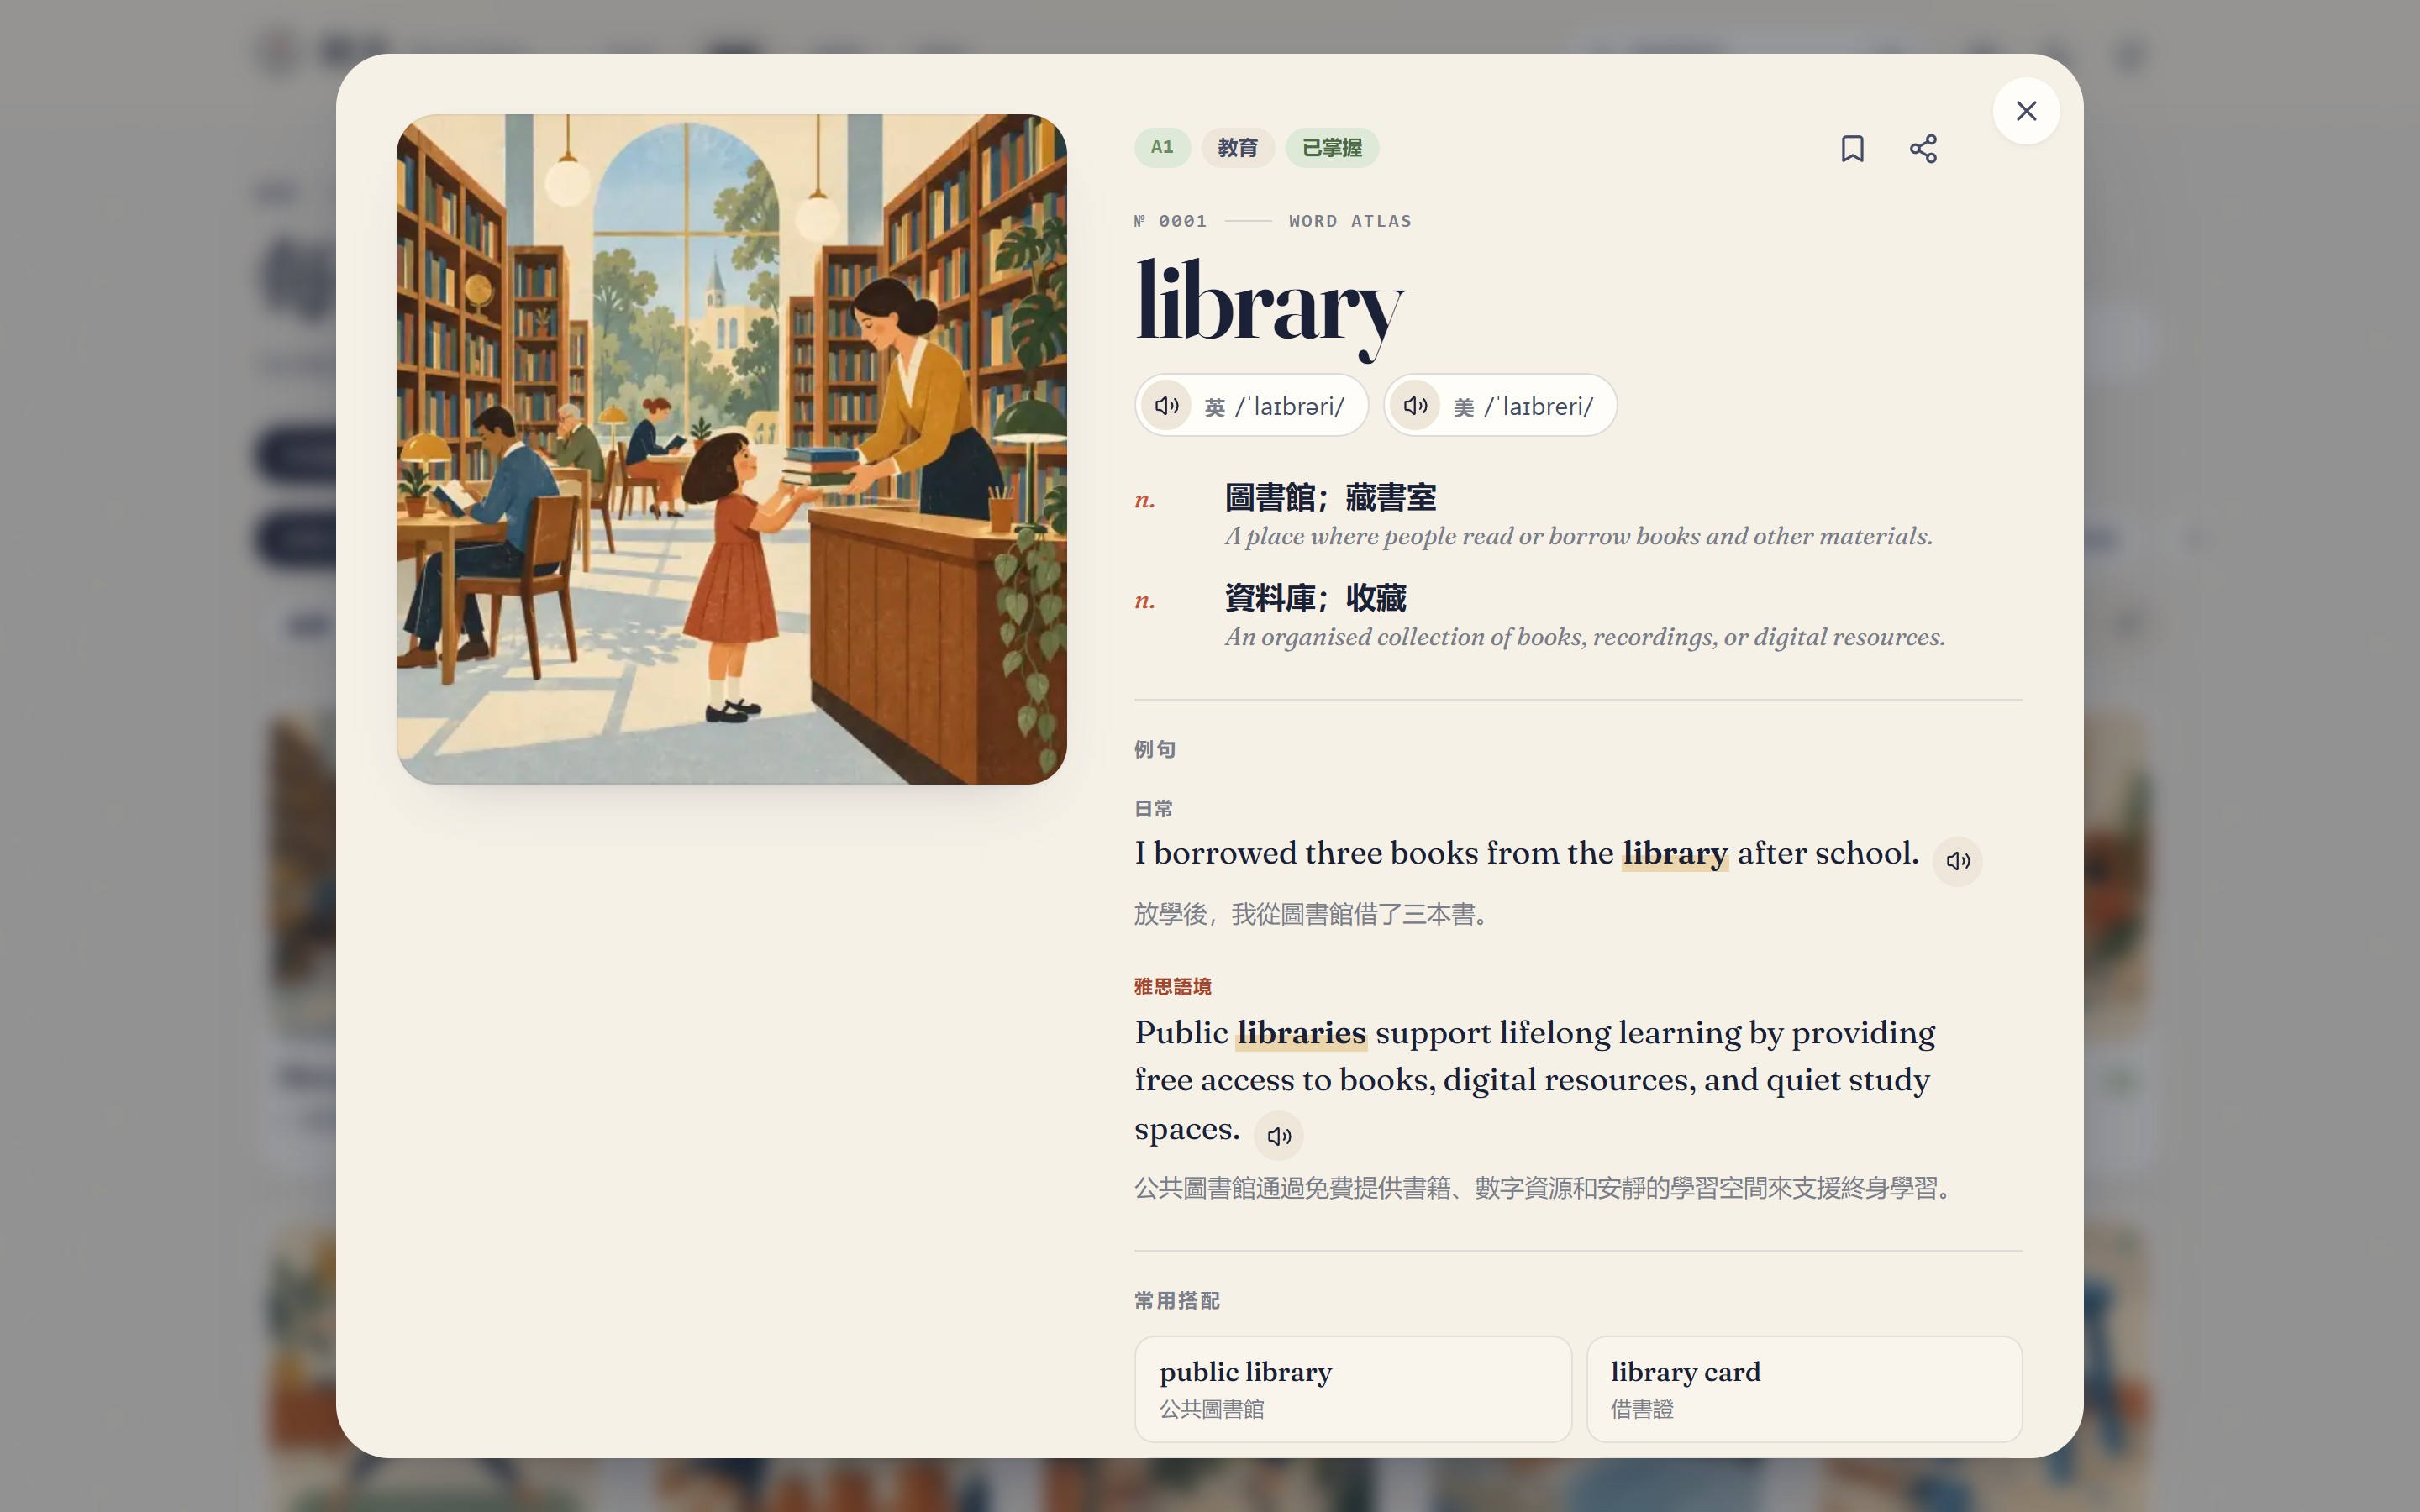 A1 教育 已掌握
№ 0001 WORD ATLAS
library
英 /ˈlaɪbrəri/ 美 /ˈlaɪbreri/
n. 圖書館；藏書室
A place where people read or borrow books and other materials.
n. 資料庫；收藏
An organised collection of books, recordings, or digital resources.
例句
日常
I borrowed three books from the library after school.
放學後，我從圖書館借了三本書。
雅思語境
Public libraries support lifelong learning by providing
free access to books, digital resources, and quiet study
spaces.
公共圖書館通過免費提供書籍、數字資源和安靜的學習空間來支援終身學習。
常用搭配
public library library card
公共圖書館 借書證